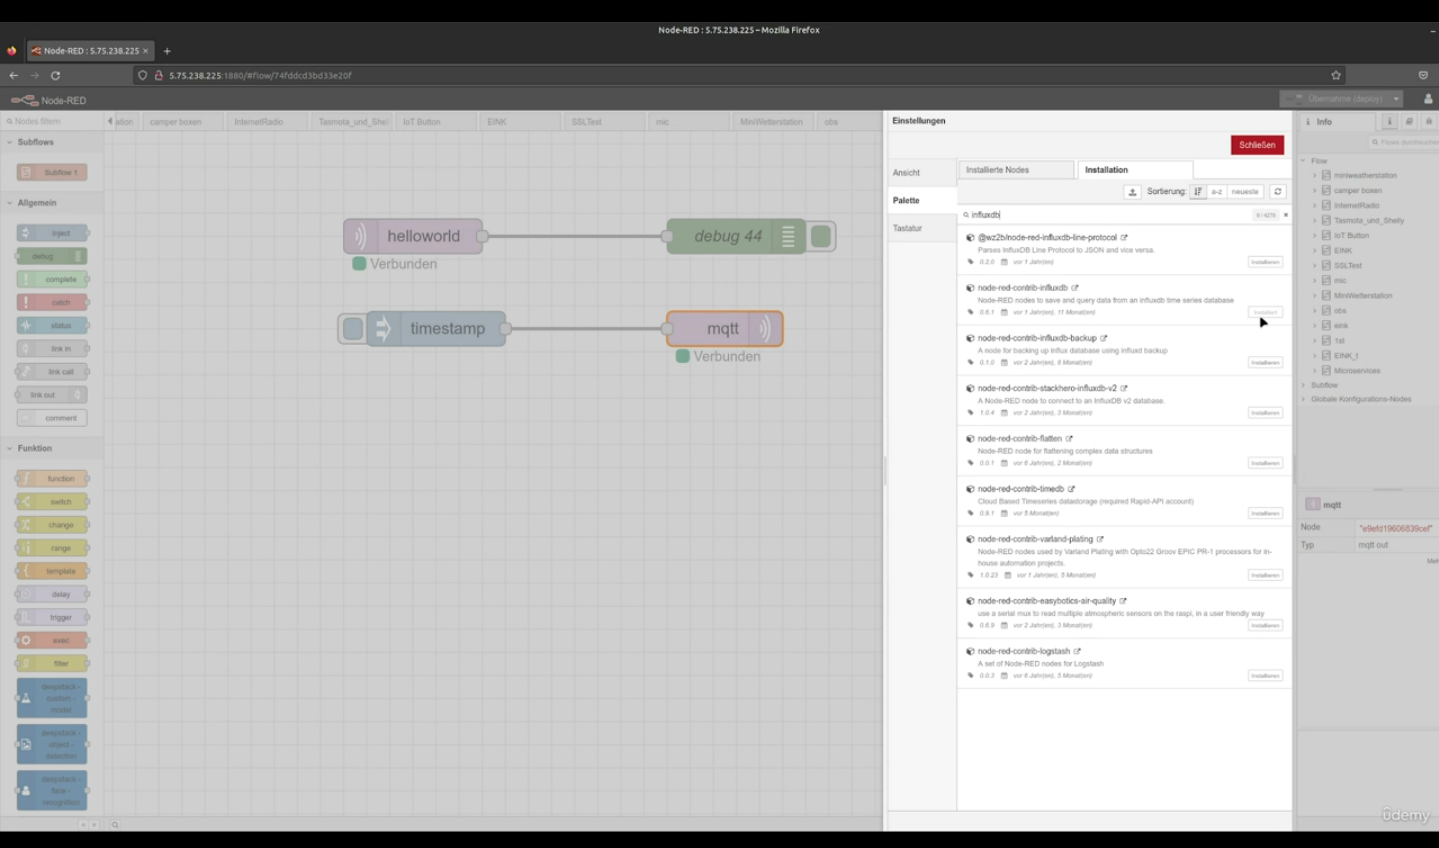 Node-RED : 5.75.238.225 – Mozilla Firefox
Node-RED : 5.75.238.225
5.75.238.225:1880/#flow/74fddcd3bd33e20f
Node-RED
Übernahme (deploy)
Nodes filtern
ation
camper boxen
InternetRadio
Tasmota_und_Shel
IoT Button
EINK
SSLTest
mic
MiniWetterstation
obs
Subflows
Subflow 1
Allgemein
inject
debug
complete
catch
status
link in
link call
link out
comment
Funktion
function
switch
change
range
template
delay
trigger
exec
filter
deepstack -
custom -
model
deepstack -
object -
detection
deepstack -
face -
recognition
helloworld
debug 44
Verbunden
timestamp
mqtt
Verbunden
Einstellungen
Schließen
Ansicht
Palette
Tastatur
Installierte Nodes
Installation
Sortierung:
a-z
neueste
influxdb
9 / 4276
@wz2b/node-red-influxdb-line-protocol
Parses InfluxDB Line Protocol to JSON and vice versa.
0.2.0 vor 1 Jahr(en)
Installieren
node-red-contrib-influxdb
Node-RED nodes to save and query data from an influxdb time series database
0.6.1 vor 1 Jahr(en), 11 Monat(en)
Installiert
node-red-contrib-influxdb-backup
A node for backing up influx database using influxd backup
0.1.0 vor 2 Jahr(en), 8 Monat(en)
Installieren
node-red-contrib-stackhero-influxdb-v2
A Node-RED node to connect to an InfluxDB v2 database.
1.0.4 vor 2 Jahr(en), 3 Monat(en)
Installieren
node-red-contrib-flatten
Node-RED node for flattening complex data structures
0.0.1 vor 6 Jahr(en), 2 Monat(en)
Installieren
node-red-contrib-timedb
Cloud Based Timeseries datastorage (required Rapid-API account)
0.9.1 vor 5 Monat(en)
Installieren
node-red-contrib-varland-plating
Node-RED nodes used by Varland Plating with Opto22 Groov EPIC PR-1 processors for in-
house automation projects.
1.0.23 vor 1 Jahr(en), 5 Monat(en)
Installieren
node-red-contrib-easybotics-air-quality
use a serial mux to read multiple atmospheric sensors on the raspi, in a user friendly way
0.6.9 vor 2 Jahr(en), 3 Monat(en)
Installieren
node-red-contrib-logstash
A set of Node-RED nodes for Logstash
0.0.3 vor 6 Jahr(en), 5 Monat(en)
Installieren
Info
Flows durchsuchen
Flow
miniweatherstation
camper boxen
InternetRadio
Tasmota_und_Shelly
IoT Button
EINK
SSLTest
mic
MiniWetterstation
obs
eink
1st
EINK_t
Microservices
Subflow
Globale Konfigurations-Nodes
mqtt
Node
"e9efd19606839cef"
Typ
mqtt out
Meh
ûdemy